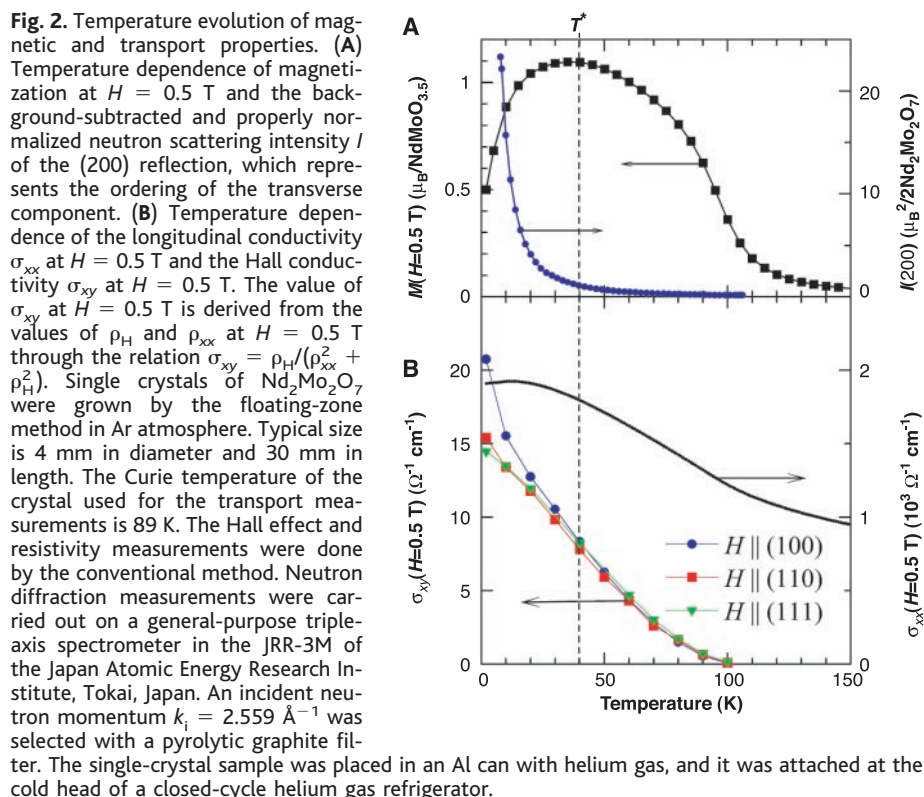 Fig. 2. Temperature evolution of mag-
netic and transport properties. (A)
Temperature dependence of magneti-
zation at H = 0.5 T and the back-
ground-subtracted and properly nor-
malized neutron scattering intensity I
of the (200) reflection, which repre-
sents the ordering of the transverse
component. (B) Temperature depen-
dence of the longitudinal conductivity
σxx at H = 0.5 T and the Hall conduc-
tivity σxy at H = 0.5 T. The value of
σxy at H = 0.5 T is derived from the
values of ρH and ρxx at H = 0.5 T
through the relation σxy = ρH/(ρ²xx +
ρ²H). Single crystals of Nd₂Mo₂O₇
were grown by the floating-zone
method in Ar atmosphere. Typical size
is 4 mm in diameter and 30 mm in
length. The Curie temperature of the
crystal used for the transport mea-
surements is 89 K. The Hall effect and
resistivity measurements were done
by the conventional method. Neutron
diffraction measurements were car-
ried out on a general-purpose triple-
axis spectrometer in the JRR-3M of
the Japan Atomic Energy Research In-
stitute, Tokai, Japan. An incident neu-
tron momentum ki = 2.559 Å⁻¹ was
selected with a pyrolytic graphite fil-
ter. The single-crystal sample was placed in an Al can with helium gas, and it was attached at the
cold head of a closed-cycle helium gas refrigerator.
A
T*
M(H=0.5 T) (μB/NdMoO3.5)
1
0.5
0
20
10
0
I(200) (μB²/2Nd2Mo2O7)
B
σxy(H=0.5 T) (Ω⁻¹ cm⁻¹)
20
15
10
5
0
2
1
0
σxx(H=0.5 T) (10³ Ω⁻¹ cm⁻¹)
H || (100)
H || (110)
H || (111)
0 50 100 150
Temperature (K)